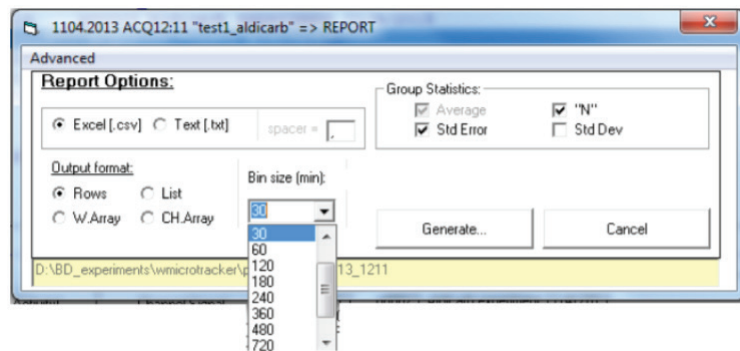 1104.2013 ACQ12:11 "test1_aldicarb" => REPORT
Advanced
Report Options:
Excel [.csv] Text [.txt] spacer = ,
Group Statistics:
Average "N"
Std Error Std Dev
Output format:
Rows List
W.Array CH.Array
Bin size (min):
30
30
60
120
180
240
360
480
720
Generate... Cancel
D:\BD_experiments\wmicrotracker\p 13_1211